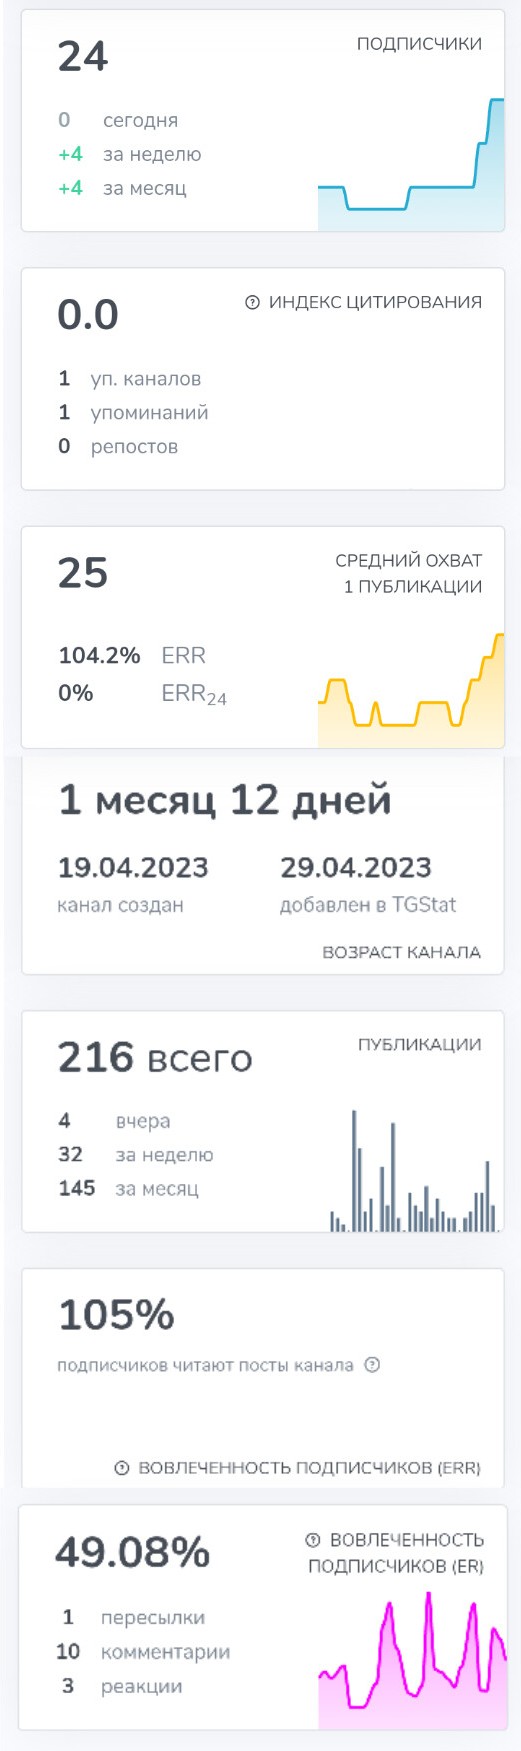 24
ПОДПИСЧИКИ
0 сегодня
+4 за неделю
+4 за месяц
0.0
ИНДЕКС ЦИТИРОВАНИЯ
1 уп. каналов
1 упоминаний
0 репостов
25
СРЕДНИЙ ОХВАТ
1 ПУБЛИКАЦИИ
104.2% ERR
0% ERR24
1 месяц 12 дней
19.04.2023 29.04.2023
канал создан добавлен в TGStat
ВОЗРАСТ КАНАЛА
216 всего
ПУБЛИКАЦИИ
4 вчера
32 за неделю
145 за месяц
105%
подписчиков читают посты канала
ВОВЛЕЧЕННОСТЬ ПОДПИСЧИКОВ (ERR)
49.08%
ВОВЛЕЧЕННОСТЬ
ПОДПИСЧИКОВ (ER)
1 пересылки
10 комментарии
3 реакции